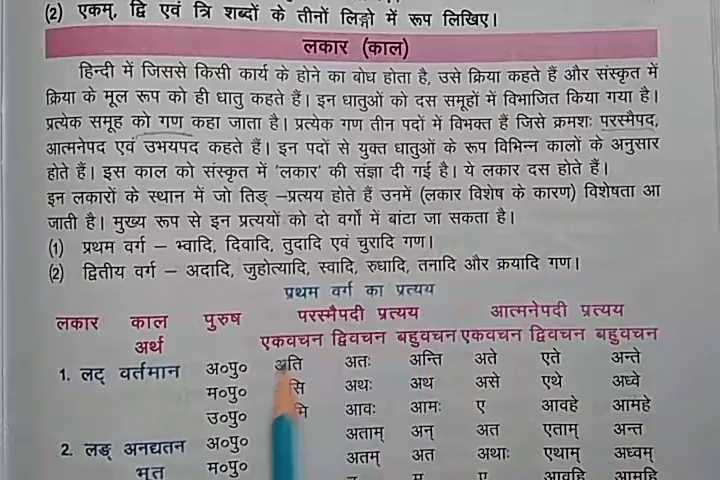 (2) एकम्, द्वि एवं त्रि शब्दों के तीनों लिङ्गो में रूप लिखिए।
लकार (काल)
हिन्दी में जिससे किसी कार्य के होने का बोध होता है, उसे क्रिया कहते हैं और संस्कृत में
क्रिया के मूल रूप को ही धातु कहते हैं। इन धातुओं को दस समूहों में विभाजित किया गया है।
प्रत्येक समूह को गण कहा जाता है। प्रत्येक गण तीन पदों में विभक्त हैं जिसे क्रमशः परस्मैपद,
आत्मनेपद एवं उभयपद कहते हैं। इन पदों से युक्त धातुओं के रूप विभिन्न कालों के अनुसार
होते हैं। इस काल को संस्कृत में 'लकार' की संज्ञा दी गई है। ये लकार दस होते हैं।
इन लकारों के स्थान में जो तिङ् –प्रत्यय होते हैं उनमें (लकार विशेष के कारण) विशेषता आ
जाती है। मुख्य रूप से इन प्रत्ययों को दो वर्गो में बांटा जा सकता है।
(1) प्रथम वर्ग – भ्वादि, दिवादि, तुदादि एवं चुरादि गण।
(2) द्वितीय वर्ग – अदादि, जुहोत्यादि, स्वादि, रुधादि, तनादि और क्रयादि गण।
प्रथम वर्ग का प्रत्यय
लकार काल पुरुष परस्मैपदी प्रत्यय आत्मनेपदी प्रत्यय
अर्थ एकवचन द्विवचन बहुवचन एकवचन द्विवचन बहुवचन
1. लट् वर्तमान अ०पु० अति अतः अन्ति अते एते अन्ते
म०पु० सि अथः अथ असे एथे अध्वे
उ०पु० मि आवः आमः ए आवहे आमहे
2. लङ् अनद्यतन अ०पु० अताम् अन् अत एताम् अन्त
भूत म०पु० अतम् अत अथाः एथाम् अध्वम्
म ए आवहि आमहि